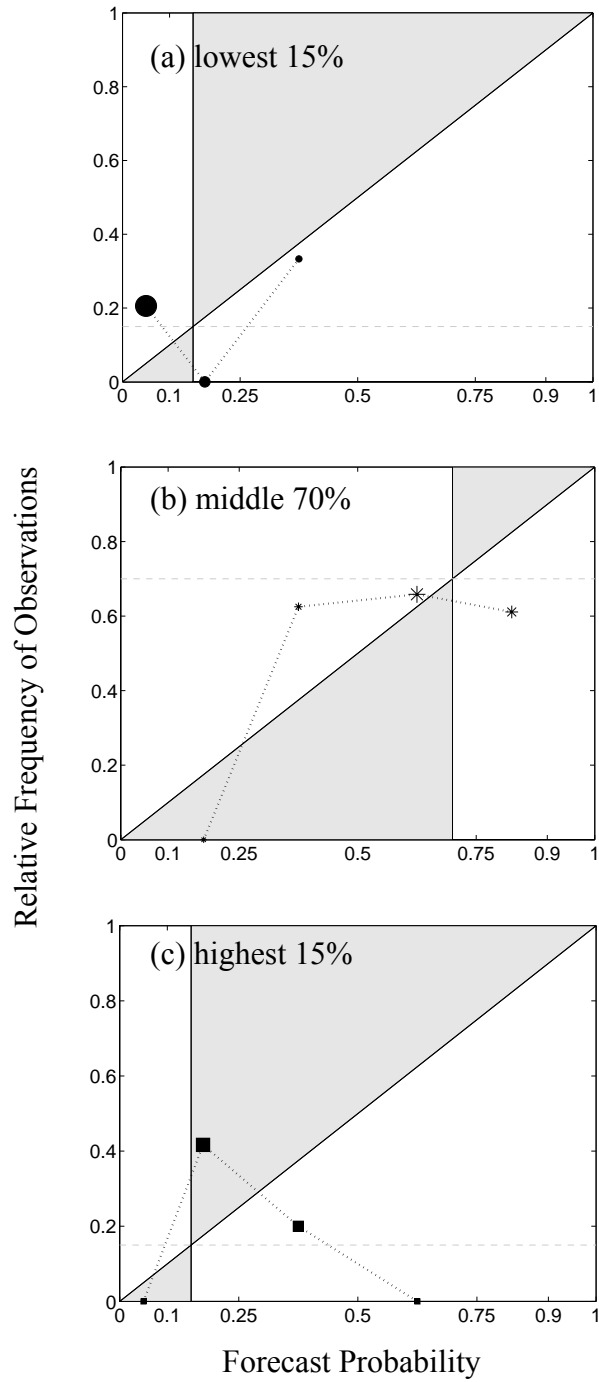 (a) lowest 15%
1
0.8
0.6
0.4
0.2
0
0 0.1 0.25 0.5 0.75 0.9 1
(b) middle 70%
1
0.8
0.6
0.4
0.2
0
0 0.1 0.25 0.5 0.75 0.9 1
(c) highest 15%
1
0.8
0.6
0.4
0.2
0
0 0.1 0.25 0.5 0.75 0.9 1
Relative Frequency of Observations
Forecast Probability